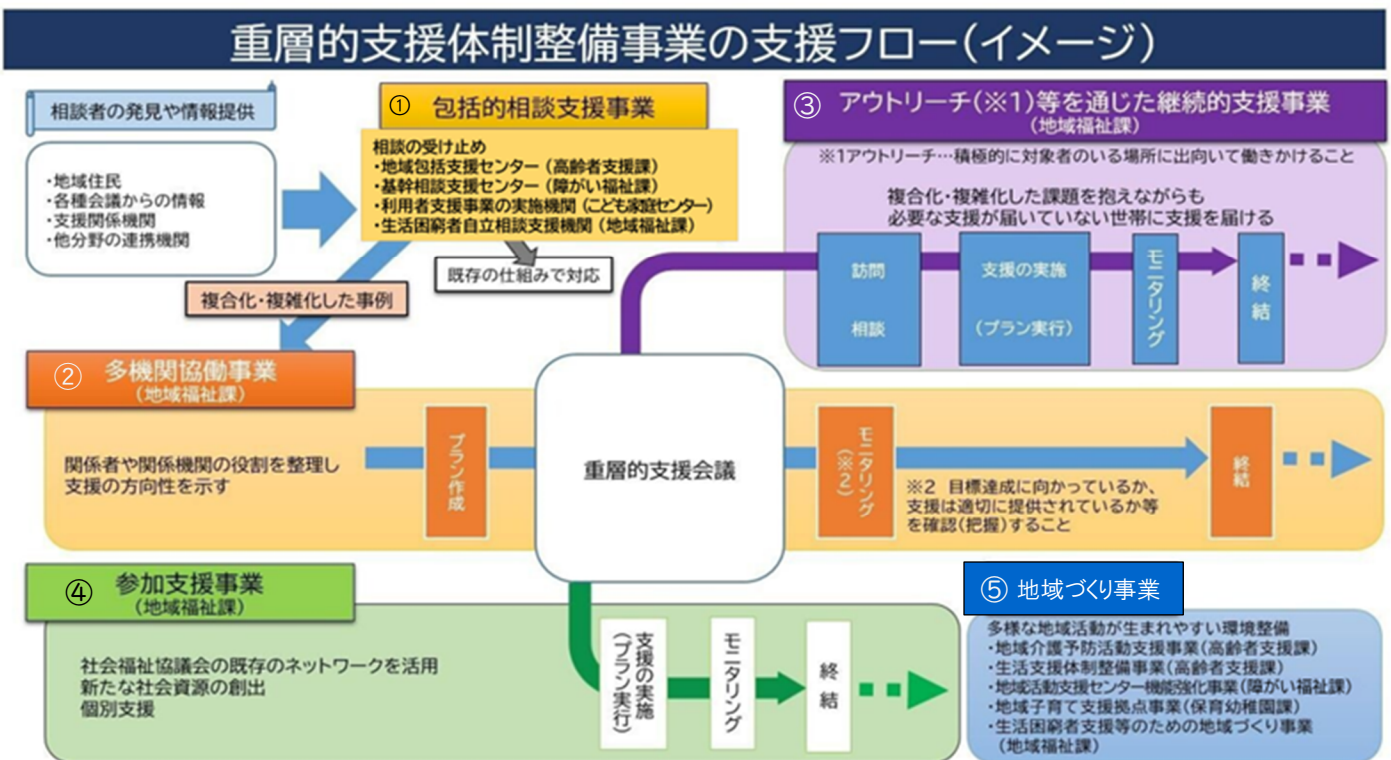 重層的支援体制整備事業の支援フロー(イメージ)
相談者の発見や情報提供
・地域住民
・各種会議からの情報
・支援関係機関
・他分野の連携機関
① 包括的相談支援事業
相談の受け止め
・地域包括支援センター(高齢者支援課)
・基幹相談支援センター(障がい福祉課)
・利用者支援事業の実施機関(こども家庭センター)
・生活困窮者自立相談支援機関(地域福祉課)
既存の仕組みで対応
複合化・複雑化した事例
③ アウトリーチ(※1)等を通じた継続的支援事業
(地域福祉課)
※1アウトリーチ…積極的に対象者のいる場所に出向いて働きかけること
複合化・複雑化した課題を抱えながらも
必要な支援が届いていない世帯に支援を届ける
訪問
相談
支援の実施
(プラン実行)
モニタリング
終結
② 多機関協働事業
(地域福祉課)
関係者や関係機関の役割を整理し
支援の方向性を示す
プラン作成
重層的支援会議
モニタリング
(※2)
※2 目標達成に向かっているか、
支援は適切に提供されているか等
を確認(把握)すること
終結
④ 参加支援事業
(地域福祉課)
社会福祉協議会の既存のネットワークを活用
新たな社会資源の創出
個別支援
支援の実施
(プラン実行)
モニタリング
終結
⑤ 地域づくり事業
多様な地域活動が生まれやすい環境整備
・地域介護予防活動支援事業(高齢者支援課)
・生活支援体制整備事業(高齢者支援課)
・地域活動支援センター機能強化事業(障がい福祉課)
・地域子育て支援拠点事業(保育幼稚園課)
・生活困窮者支援等のための地域づくり事業
(地域福祉課)